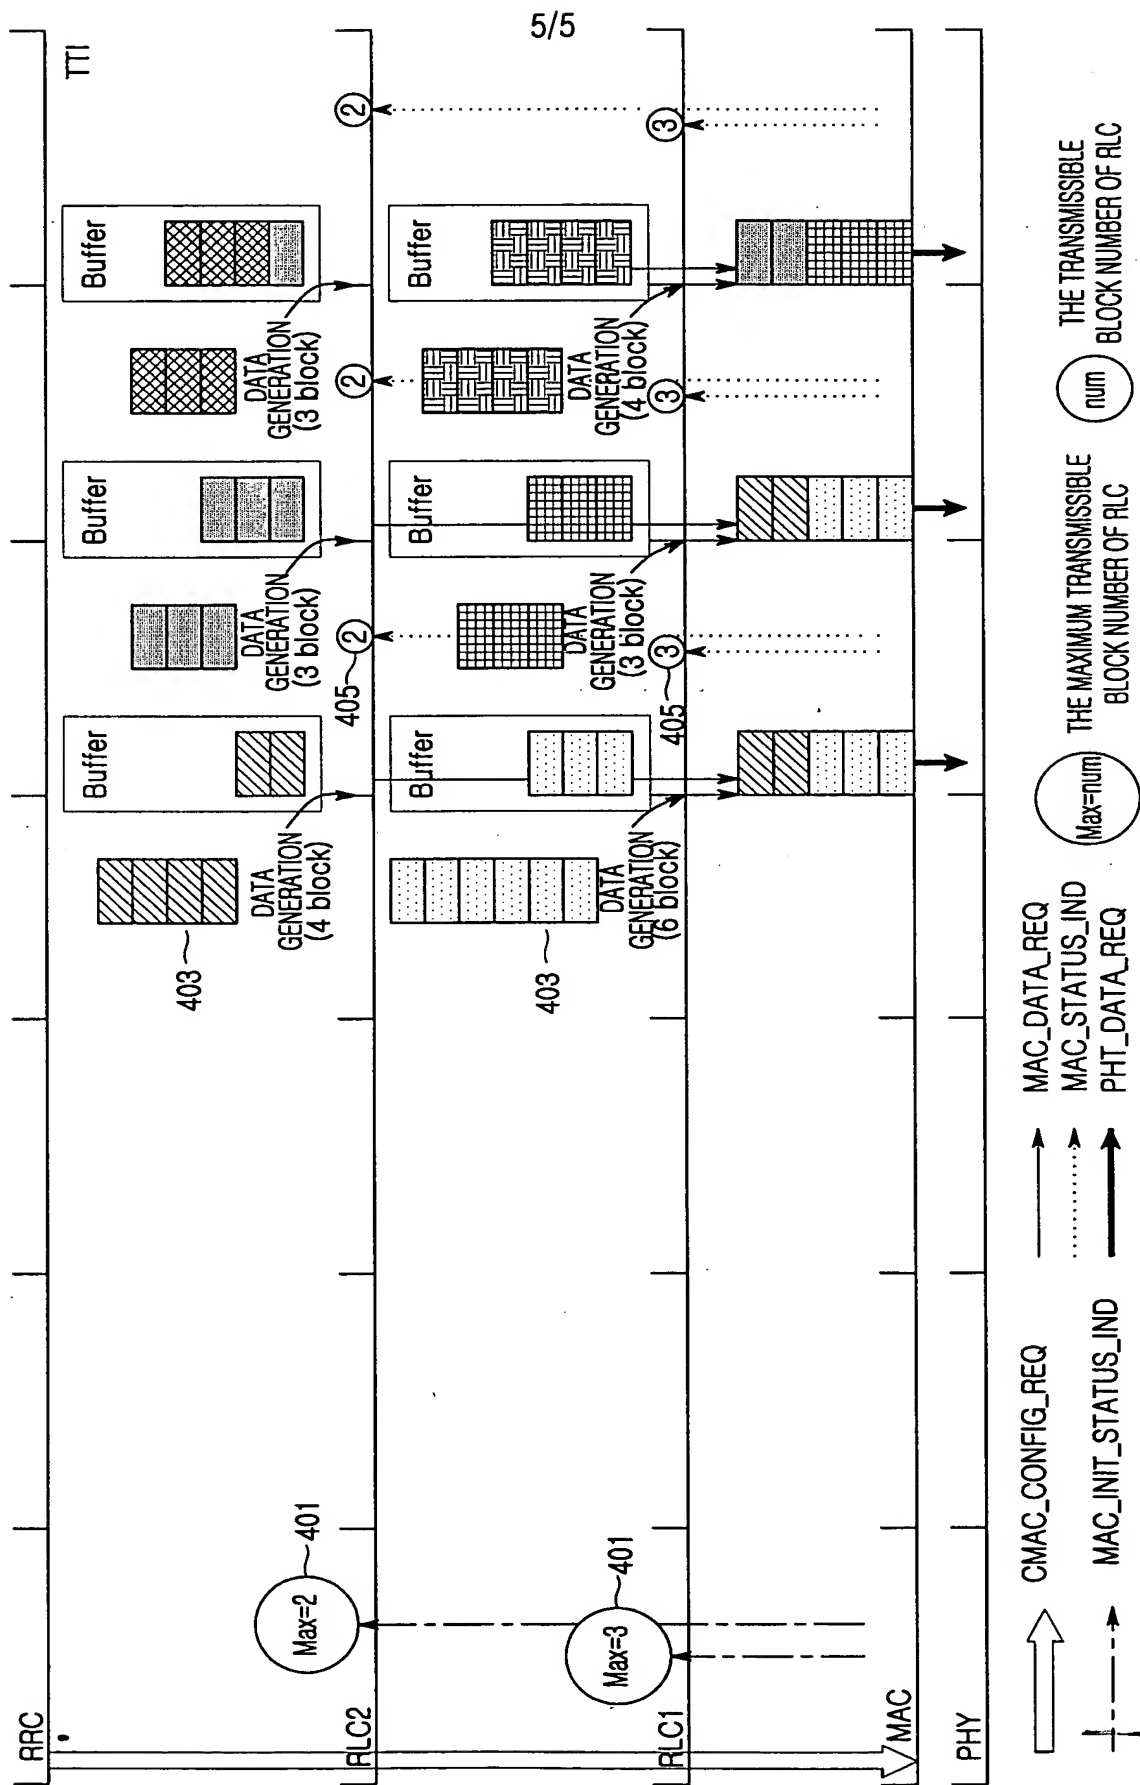 5/5
TTI
RRC
Buffer
Buffer
Buffer
403
DATA
GENERATION
(4 block)
DATA
GENERATION
(3 block)
DATA
GENERATION
(3 block)
Max=2
401
405
2
2
2
RLC2
Buffer
Buffer
Buffer
403
DATA
GENERATION
(6 block)
DATA
GENERATION
(3 block)
DATA
GENERATION
(4 block)
Max=3
401
405
3
3
3
RLC1
MAC
PHY
CMAC_CONFIG_REQ
MAC_INIT_STATUS_IND
MAC_DATA_REQ
MAC_STATUS_IND
PHT_DATA_REQ
Max=num
THE MAXIMUM TRANSMISSIBLE
BLOCK NUMBER OF RLC
num
THE TRANSMISSIBLE
BLOCK NUMBER OF RLC